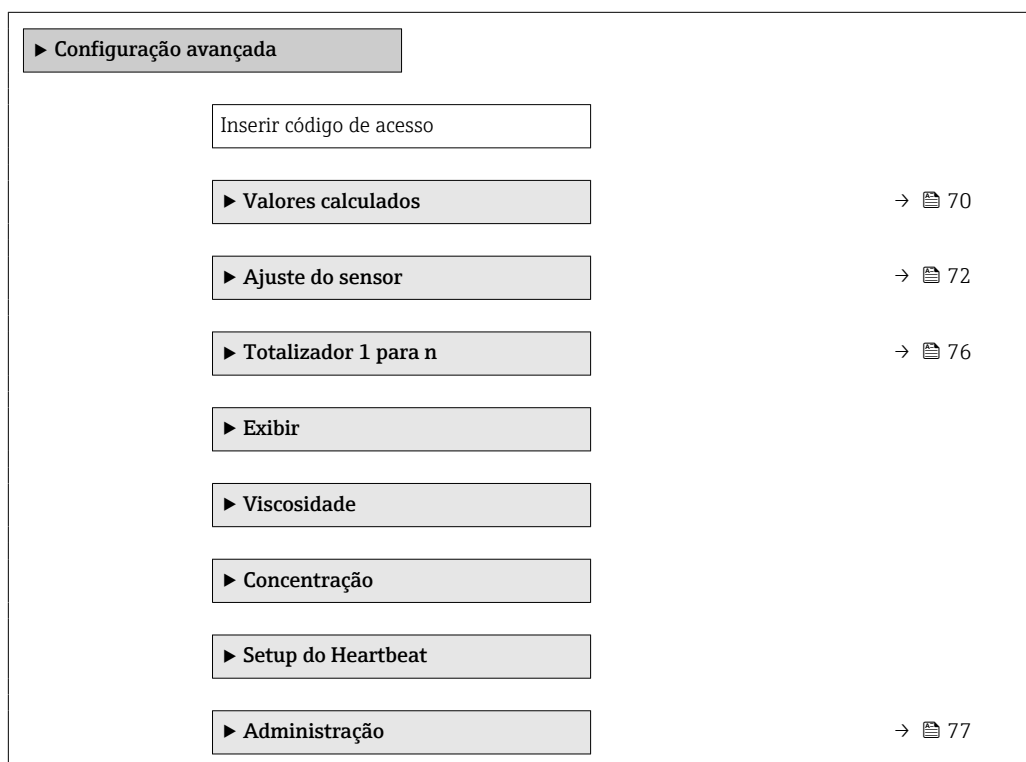 ▶ Configuração avançada
Inserir código de acesso
▶ Valores calculados → 70
▶ Ajuste do sensor → 72
▶ Totalizador 1 para n → 76
▶ Exibir
▶ Viscosidade
▶ Concentração
▶ Setup do Heartbeat
▶ Administração → 77